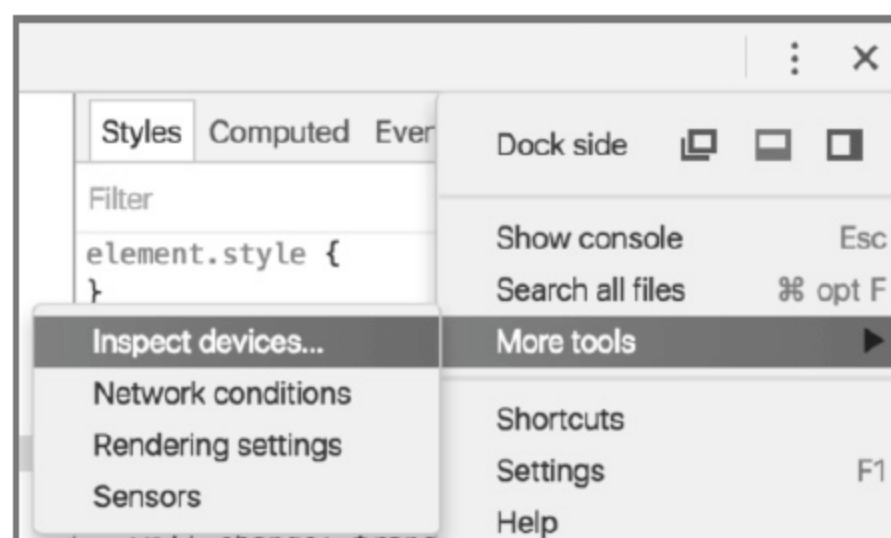 Styles Computed Ever
Dock side
Filter
element.style {
}
Show console Esc
Search all files ⌘ opt F
More tools
Inspect devices...
Network conditions
Rendering settings
Sensors
Shortcuts
Settings F1
Help